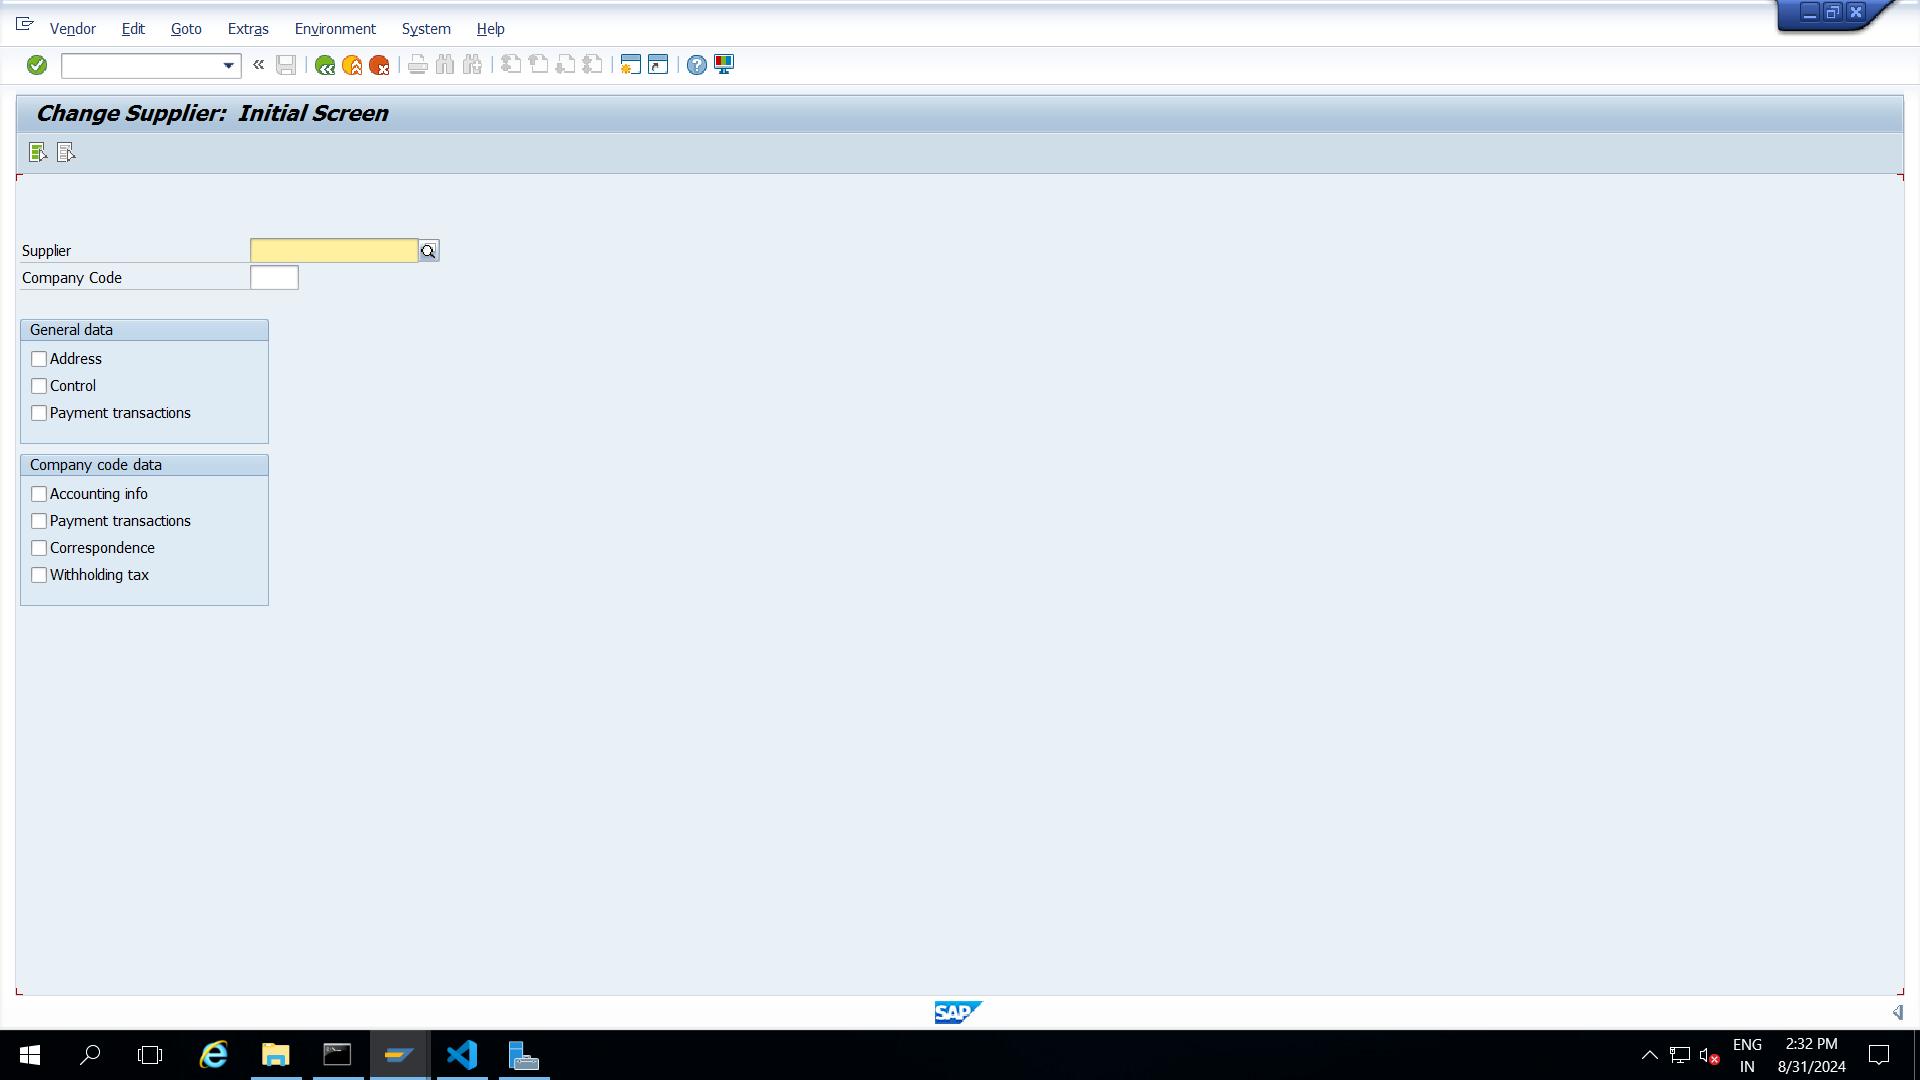 Vendor Edit Goto Extras Environment System Help
Change Supplier: Initial Screen
Supplier
Company Code
General data
Address
Control
Payment transactions
Company code data
Accounting info
Payment transactions
Correspondence
Withholding tax
SAP
ENG
IN
2:32 PM
8/31/2024